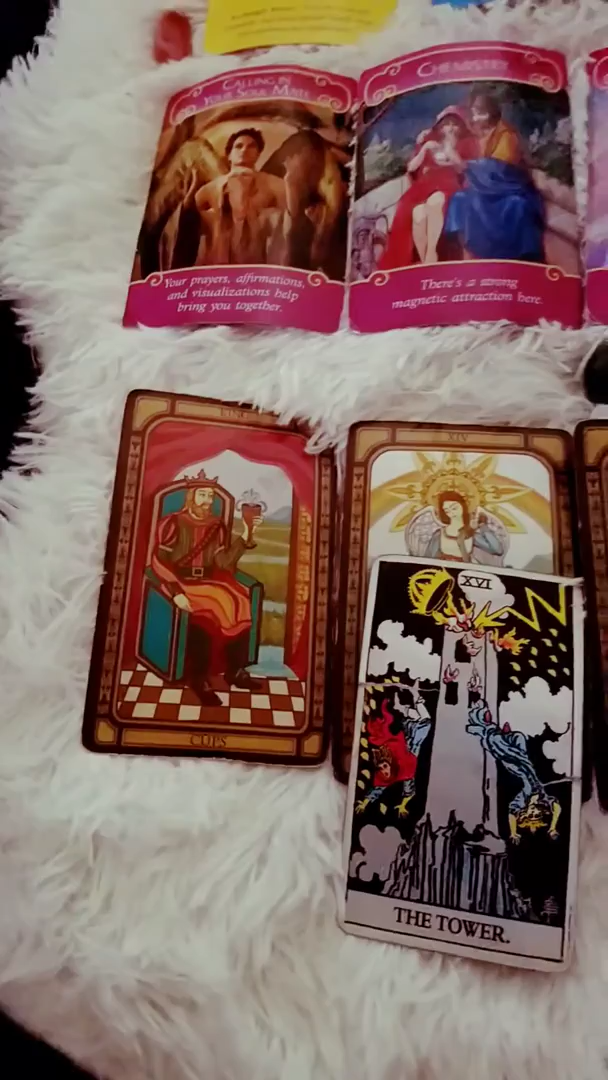 CALLING IN
YOUR SOUL MATE
Your prayers, affirmations,
and visualizations help
bring you together.
CHEMISTRY
There's a strong
magnetic attraction here.
KING
CUPS
XIV
XVI
THE TOWER.